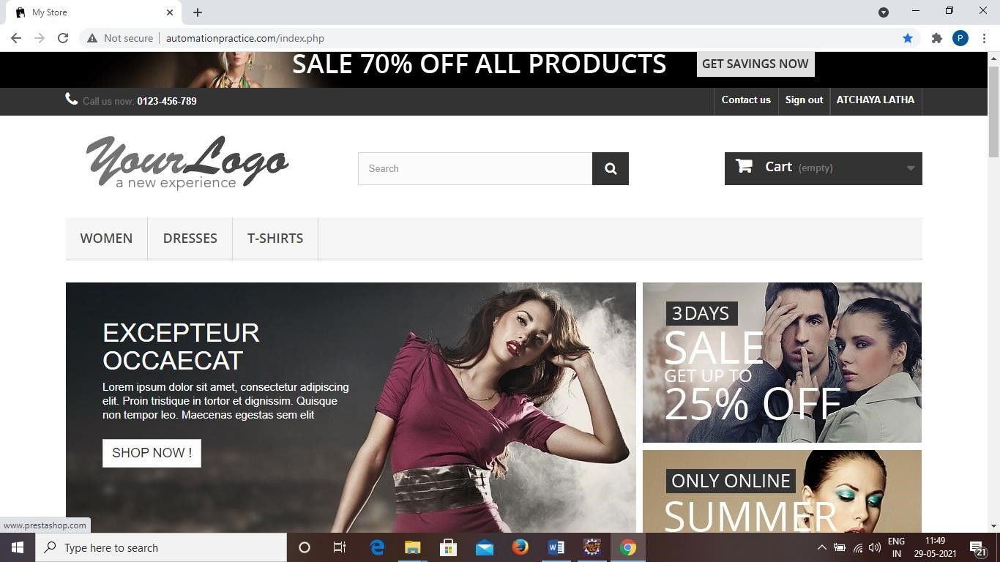 My Store
Not secure
automationpractice.com/index.php
P
SALE 70% OFF ALL PRODUCTS
GET SAVINGS NOW
Call us now: 0123-456-789
Contact us
Sign out
ATCHAYA LATHA
YourLogo
a new experience
Search
Cart (empty)
WOMEN
DRESSES
T-SHIRTS
EXCEPTEUR
OCCAECAT
Lorem ipsum dolor sit amet, consectetur adipiscing
elit. Proin tristique in tortor et dignissim. Quisque
non tempor leo. Maecenas egestas sem elit
SHOP NOW !
3 DAYS
SALE
GET UP TO
25% OFF
ONLY ONLINE
SUMMER
www.prestashop.com
Type here to search
Java EE
IDE
ENG
IN
11:49
29-05-2021
21